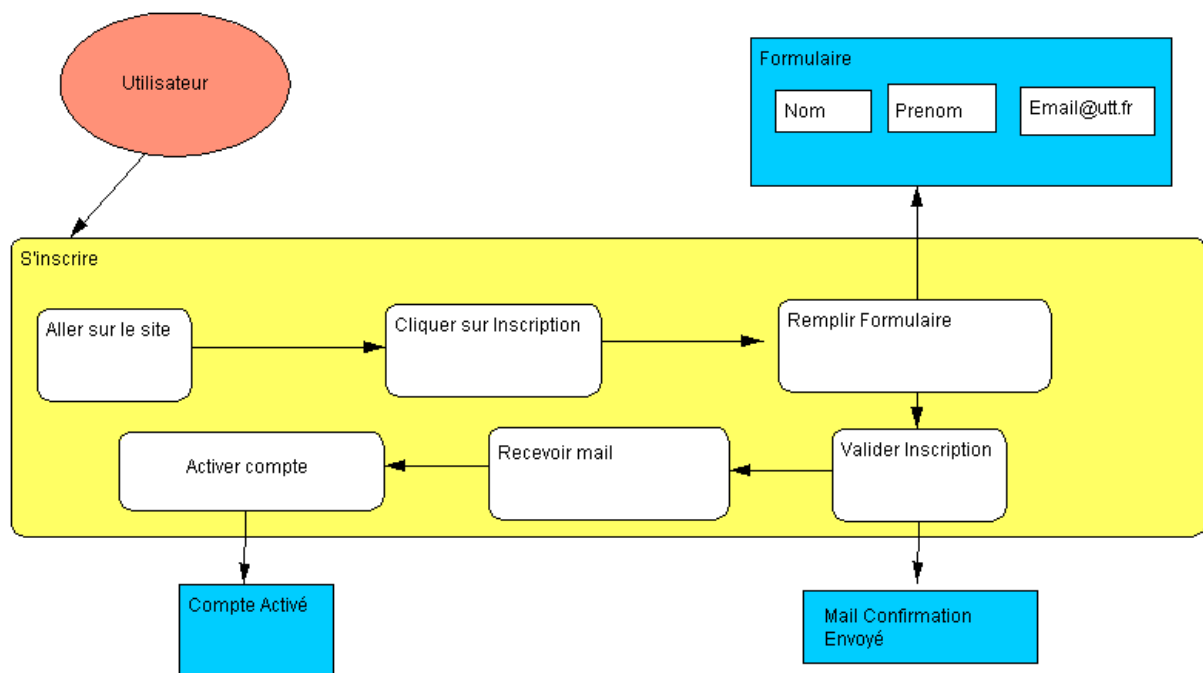 Utilisateur
Formulaire
Nom
Prenom
Email@utt.fr
S'inscrire
Aller sur le site
Cliquer sur Inscription
Remplir Formulaire
Activer compte
Recevoir mail
Valider Inscription
Compte Activé
Mail Confirmation
Envoyé